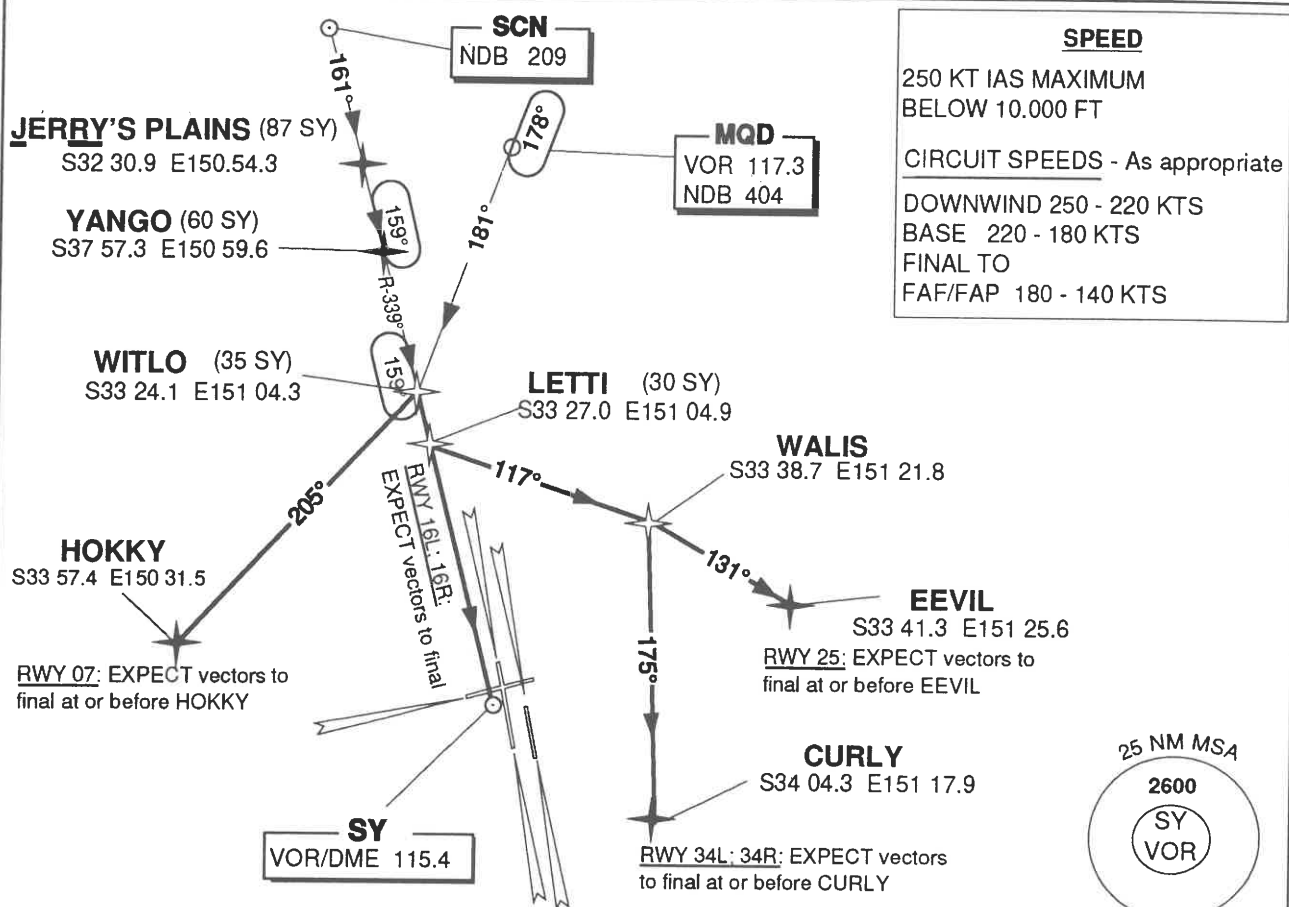 SCN
NDB 209
161°
JERRY'S PLAINS (87 SY)
S32 30.9 E150.54.3
178°
MQD
VOR 117.3
NDB 404
YANGO (60 SY)
S37 57.3 E150 59.6
159°
181°
R-339°
WITLO (35 SY)
S33 24.1 E151 04.3
159°
LETTI (30 SY)
S33 27.0 E151 04.9
WALIS
S33 38.7 E151 21.8
117°
205°
RWY 16L; 16R:
EXPECT vectors to final
HOKKY
S33 57.4 E150 31.5
131°
EEVIL
S33 41.3 E151 25.6
RWY 07: EXPECT vectors to
final at or before HOKKY
175°
RWY 25: EXPECT vectors to
final at or before EEVIL
CURLY
S34 04.3 E151 17.9
SY
VOR/DME 115.4
RWY 34L; 34R: EXPECT vectors
to final at or before CURLY
SPEED
250 KT IAS MAXIMUM
BELOW 10.000 FT
CIRCUIT SPEEDS - As appropriate
DOWNWIND 250 - 220 KTS
BASE 220 - 180 KTS
FINAL TO
FAF/FAP 180 - 140 KTS
25 NM MSA
2600
SY
VOR